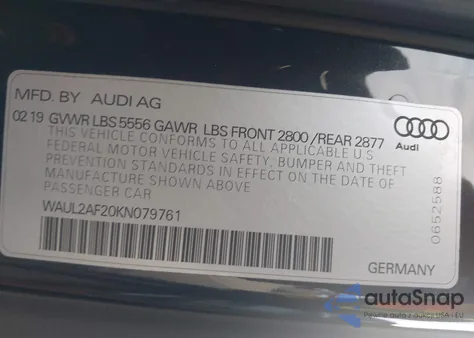 MFD. BY AUDI AG
02 19 GVWR LBS 5556 GAWR LBS FRONT 2800 /REAR 2877
THIS VEHICLE CONFORMS TO ALL APPLICABLE U S
FEDERAL MOTOR VEHICLE SAFETY, BUMPER AND THEFT
PREVENTION STANDARDS IN EFFECT ON THE DATE OF
MANUFACTURE SHOWN ABOVE
PASSENGER CAR
WAUL2AF20KN079761
Audi
0652588
GERMANY
autoSnap